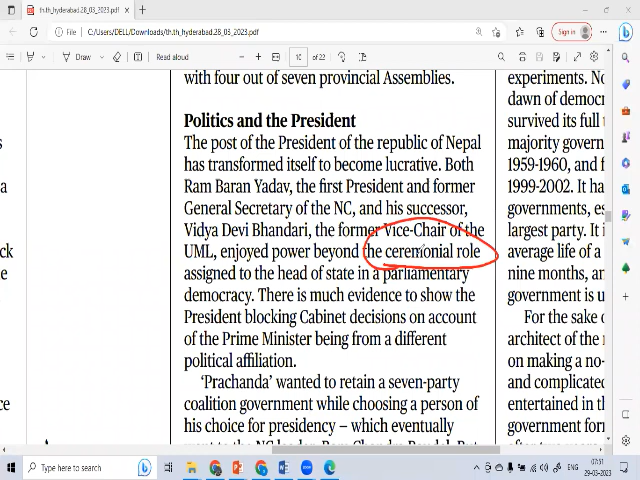 th.th_hyderabad.28_03_2023.pdf
File
C:/Users/DELL/Downloads/th.th_hyderabad.28_03_2023.pdf
Sign in
Draw
Read aloud
10
of 22
with four out of seven provincial Assemblies.
Politics and the President
The post of the President of the republic of Nepal
has transformed itself to become lucrative. Both
Ram Baran Yadav, the first President and former
General Secretary of the NC, and his successor,
Vidya Devi Bhandari, the former Vice-Chair of the
UML, enjoyed power beyond the ceremonial role
assigned to the head of state in a parliamentary
democracy. There is much evidence to show the
President blocking Cabinet decisions on account
of the Prime Minister being from a different
political affiliation.
‘Prachanda’ wanted to retain a seven-party
coalition government while choosing a person of
his choice for presidency – which eventually
experiments. No
dawn of democr
survived its full t
majority govern
1959-1960, and f
1999-2002. It ha
governments, es
largest party. It i
average life of a
nine months, an
government is u
For the sake o
architect of the
on making a no-
and complicated
entertained in th
government form
Type here to search
ENG
07:51
29-03-2023